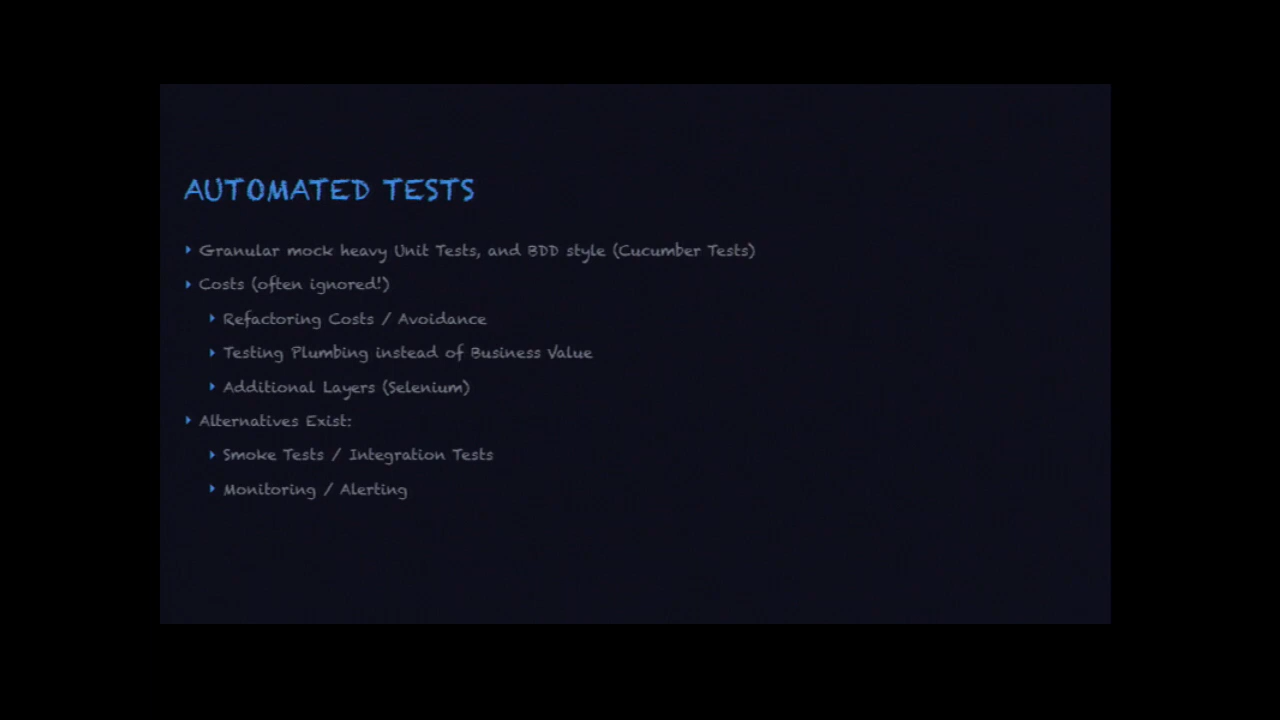 AUTOMATED TESTS
Granular mock heavy Unit Tests, and BDD style (Cucumber Tests)
Costs (often ignored!)
Refactoring Costs / Avoidance
Testing Plumbing instead of Business Value
Additional Layers (Selenium)
Alternatives Exist:
Smoke Tests / Integration Tests
Monitoring / Alerting